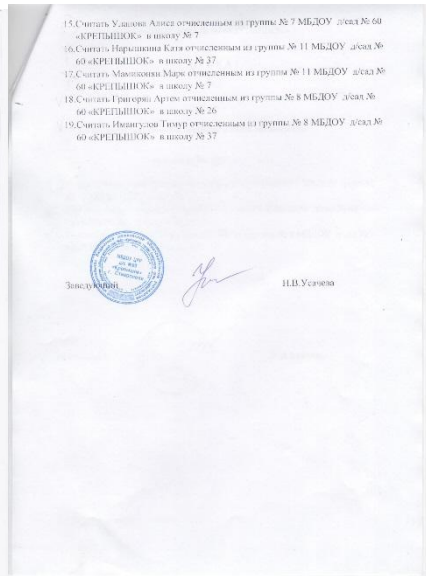 15.Считать Уланова Алиса отчисленным из группы № 7 МБДОУ д/сад № 60
«КРЕПЫШОК» в школу № 7
16.Считать Нарышкина Катя отчисленным из группы № 11 МБДОУ д/сад №
60 «КРЕПЫШОК» в школу № 37
17.Считать Марк отчисленным из группы № 11 МБДОУ д/сад №
60 «КРЕПЫШОК» в школу № 7
18.Считать Григорян Артем отчисленным из группы № 8 МБДОУ д/сад №
60 «КРЕПЫШОК» в школу № 26
19.Считать Имангулов Тимур отчисленным из группы № 8 МБДОУ д/сад №
60 «КРЕПЫШОК» в школу № 37
Заведующий Н.В.Усачева